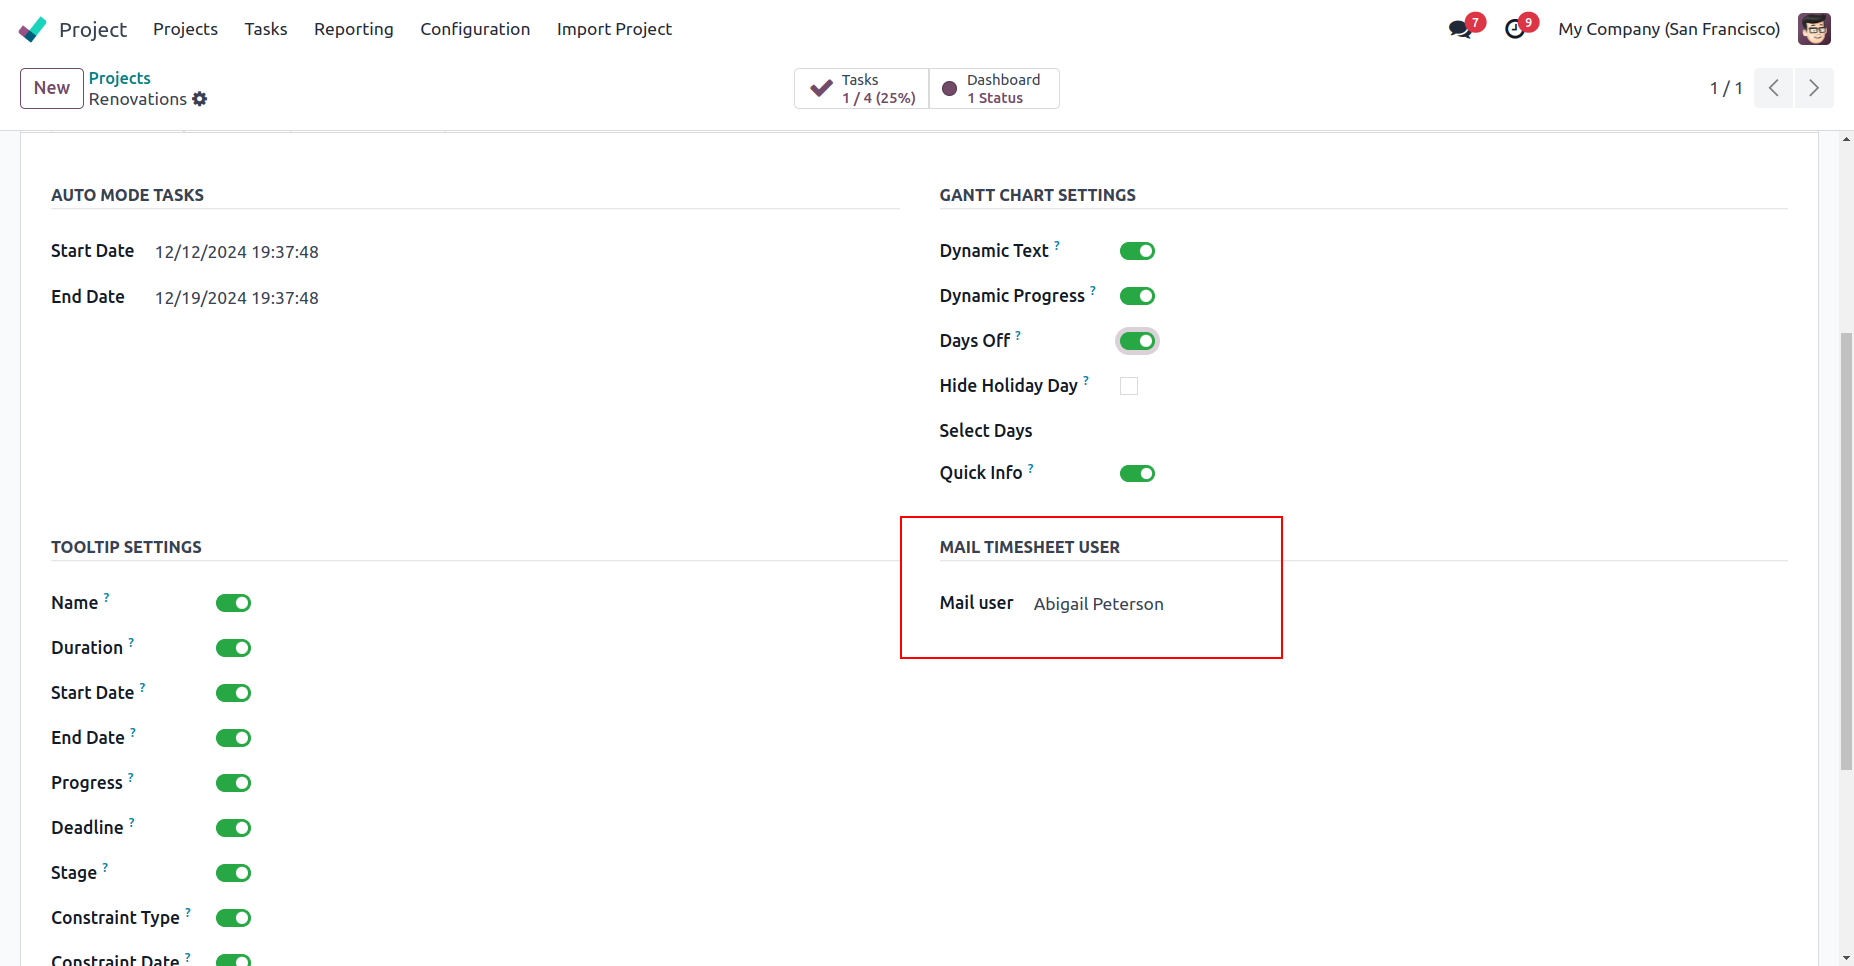 Project Projects Tasks Reporting Configuration Import Project 7 9 My Company (San Francisco)
New
Projects
Renovations
Tasks
1 / 4 (25%)
Dashboard
1 Status
1 / 1
AUTO MODE TASKS
Start Date 12/12/2024 19:37:48
End Date 12/19/2024 19:37:48
GANTT CHART SETTINGS
Dynamic Text ?
Dynamic Progress ?
Days Off ?
Hide Holiday Day ?
Select Days
Quick Info ?
TOOLTIP SETTINGS
Name ?
Duration ?
Start Date ?
End Date ?
Progress ?
Deadline ?
Stage ?
Constraint Type ?
Constraint Date ?
MAIL TIMESHEET USER
Mail user Abigail Peterson